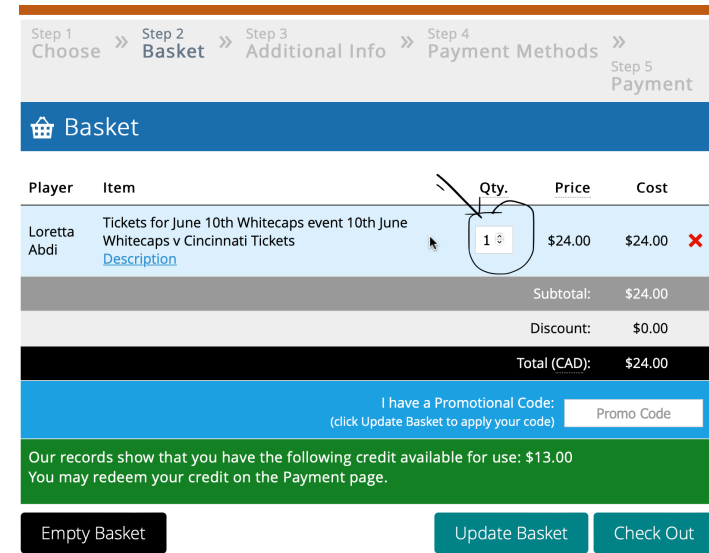 Step 1 » Step 2 » Step 3 » Step 4 »
Choose Basket Additional Info Payment Methods
Step 5
Payment
Basket
Player Item Qty. Price Cost
Loretta Abdi
Tickets for June 10th Whitecaps event 10th June
Whitecaps v Cincinnati Tickets
Description
1 $24.00 $24.00
Subtotal: $24.00
Discount: $0.00
Total (CAD): $24.00
I have a Promotional Code:
(click Update Basket to apply your code) Promo Code
Our records show that you have the following credit available for use: $13.00
You may redeem your credit on the Payment page.
Empty Basket Update Basket Check Out